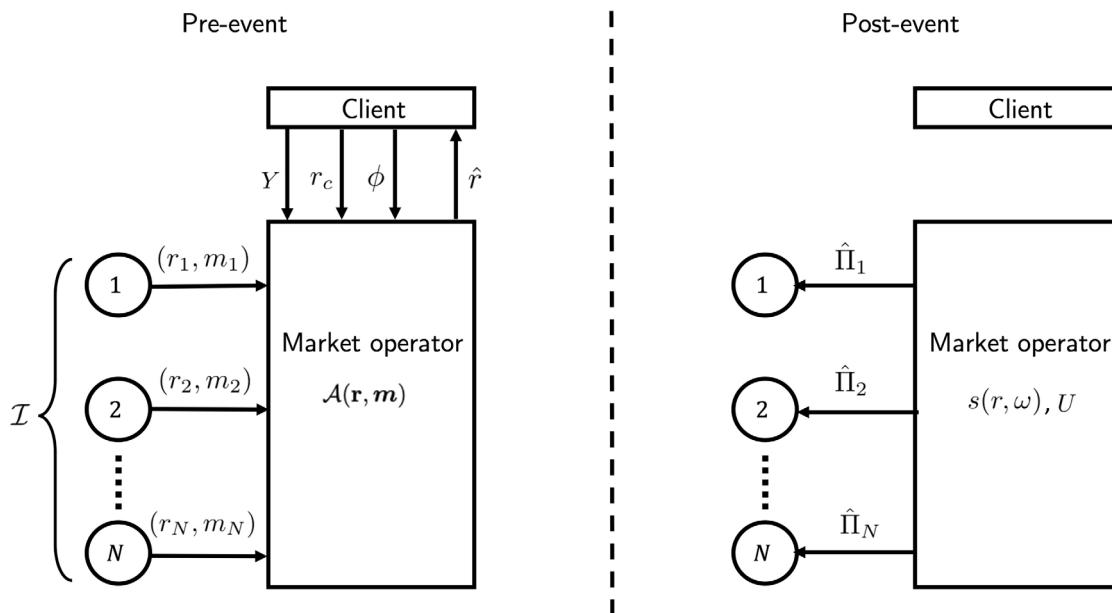 Pre-event
Client
Y r_c ϕ r̂
(r_1, m_1)
1
Market operator
𝒜(𝐫, 𝒎)
(r_2, m_2)
2
ℐ
(r_N, m_N)
N
Post-event
Client
Π̂_1
1
Market operator
s(r, ω), U
Π̂_2
2
Π̂_N
N